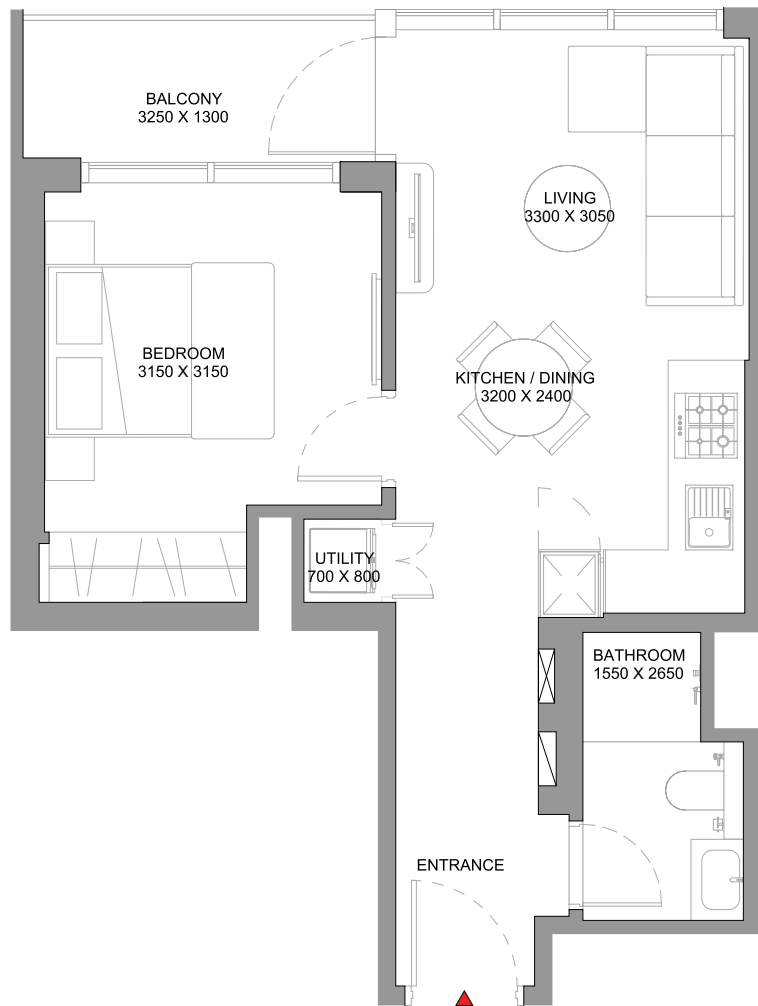 BALCONY
3250 X 1300
LIVING
3300 X 3050
BEDROOM
3150 X 3150
KITCHEN / DINING
3200 X 2400
UTILITY
700 X 800
BATHROOM
1550 X 2650
ENTRANCE